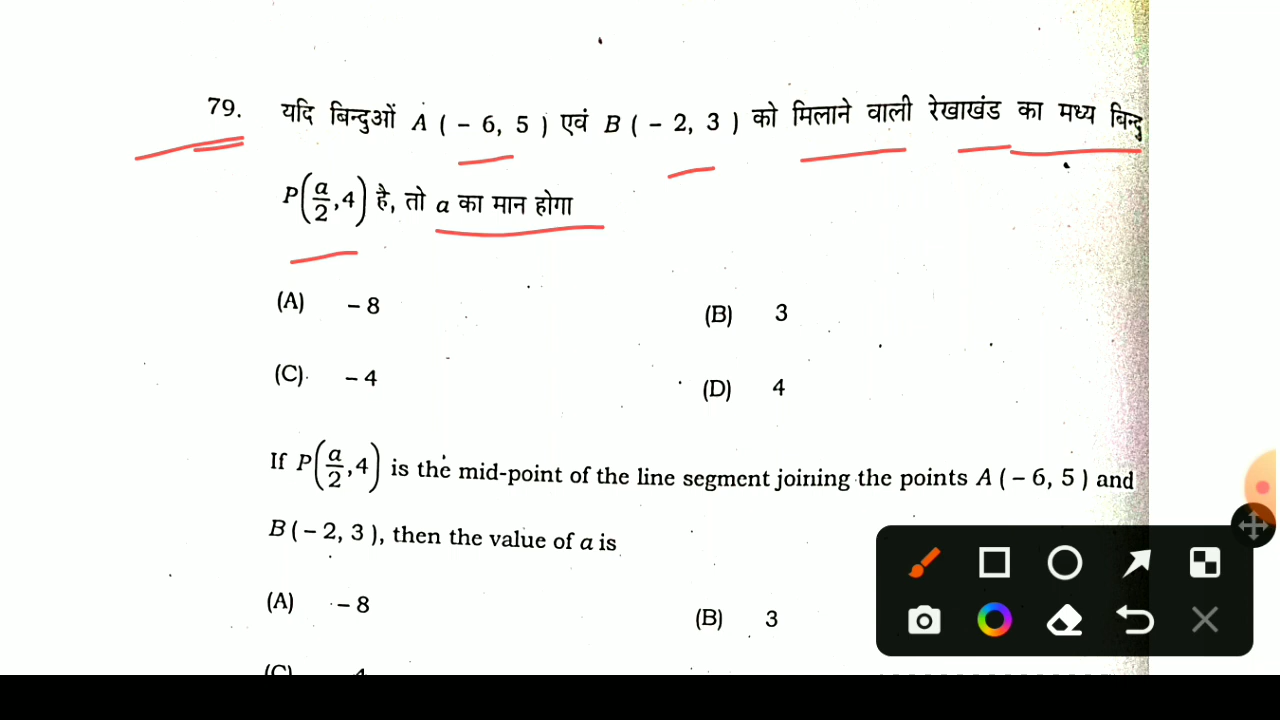 79. यदि बिन्दुओं A ( – 6, 5 ) एवं B ( – 2, 3 ) को मिलाने वाली रेखाखंड का मध्य बिन्दु
P(a/2, 4) है, तो a का मान होगा
(A) – 8 (B) 3
(C) – 4 (D) 4
If P(a/2, 4) is the mid-point of the line segment joining the points A ( – 6, 5 ) and
B ( – 2, 3 ), then the value of a is
(A) – 8 (B) 3